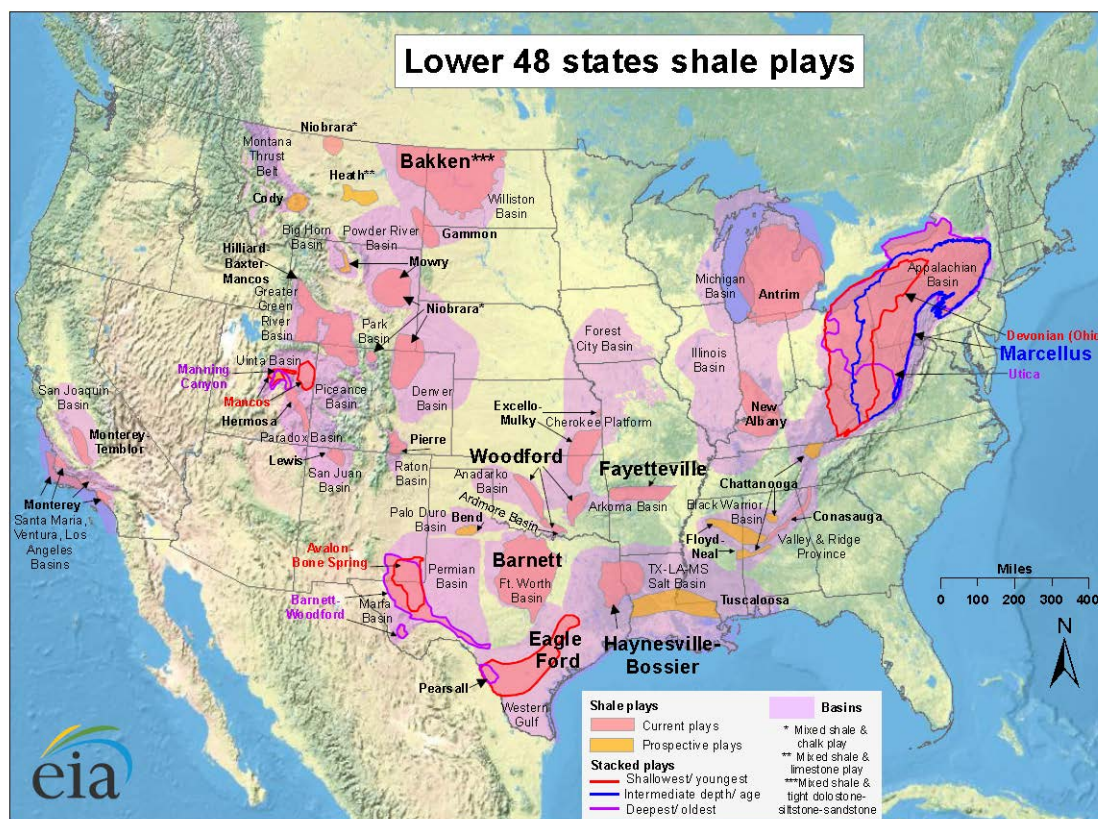 Lower 48 states shale plays
Niobrara*
Montana
Thrust
Belt
Bakken***
Heath**
Cody
Williston
Basin
Big Horn
Basin
Powder River
Basin
Gammon
Hilliard-
Baxter-
Mancos
Mowry
Greater
Green
River
Basin
Park
Basin
Niobrara*
Michigan
Basin
Antrim
Appalachian
Basin
Devonian (Ohio
Marcellus
Utica
Forest
City Basin
Illinois
Basin
Uinta Basin
Manning
Canyon
Mancos
Piceance
Basin
Denver
Basin
San Joaquin
Basin
Hermosa
Paradox Basin
Excello-
Mulky
Cherokee Platform
New
Albany
Monterey-
Temblor
Lewis
San Juan
Basin
Pierre
Raton
Basin
Woodford
Anadarko
Basin
Fayetteville
Arkoma Basin
Chattanooga
Monterey
Santa Maria,
Ventura, Los
Angeles
Basins
Palo Duro
Basin
Bend
Ardmore Basin
Black Warrior
Basin
Conasauga
Floyd-
Neal
Valley & Ridge
Province
Avalon-
Bone Spring
Permian
Basin
Barnett
Ft. Worth
Basin
TX-LA-MS
Salt Basin
Tuscaloosa
Barnett-
Woodford
Marfa
Basin
Eagle
Ford
Haynesville-
Bossier
Pearsall
Western
Gulf
Miles
0 100 200 300 400
N
Shale plays
Current plays
Prospective plays
Stacked plays
Shallowest/ youngest
Intermediate depth/ age
Deepest/ oldest
Basins
* Mixed shale &
chalk play
** Mixed shale &
limestone play
***Mixed shale &
tight dolostone-
siltstone-sandstone
eia